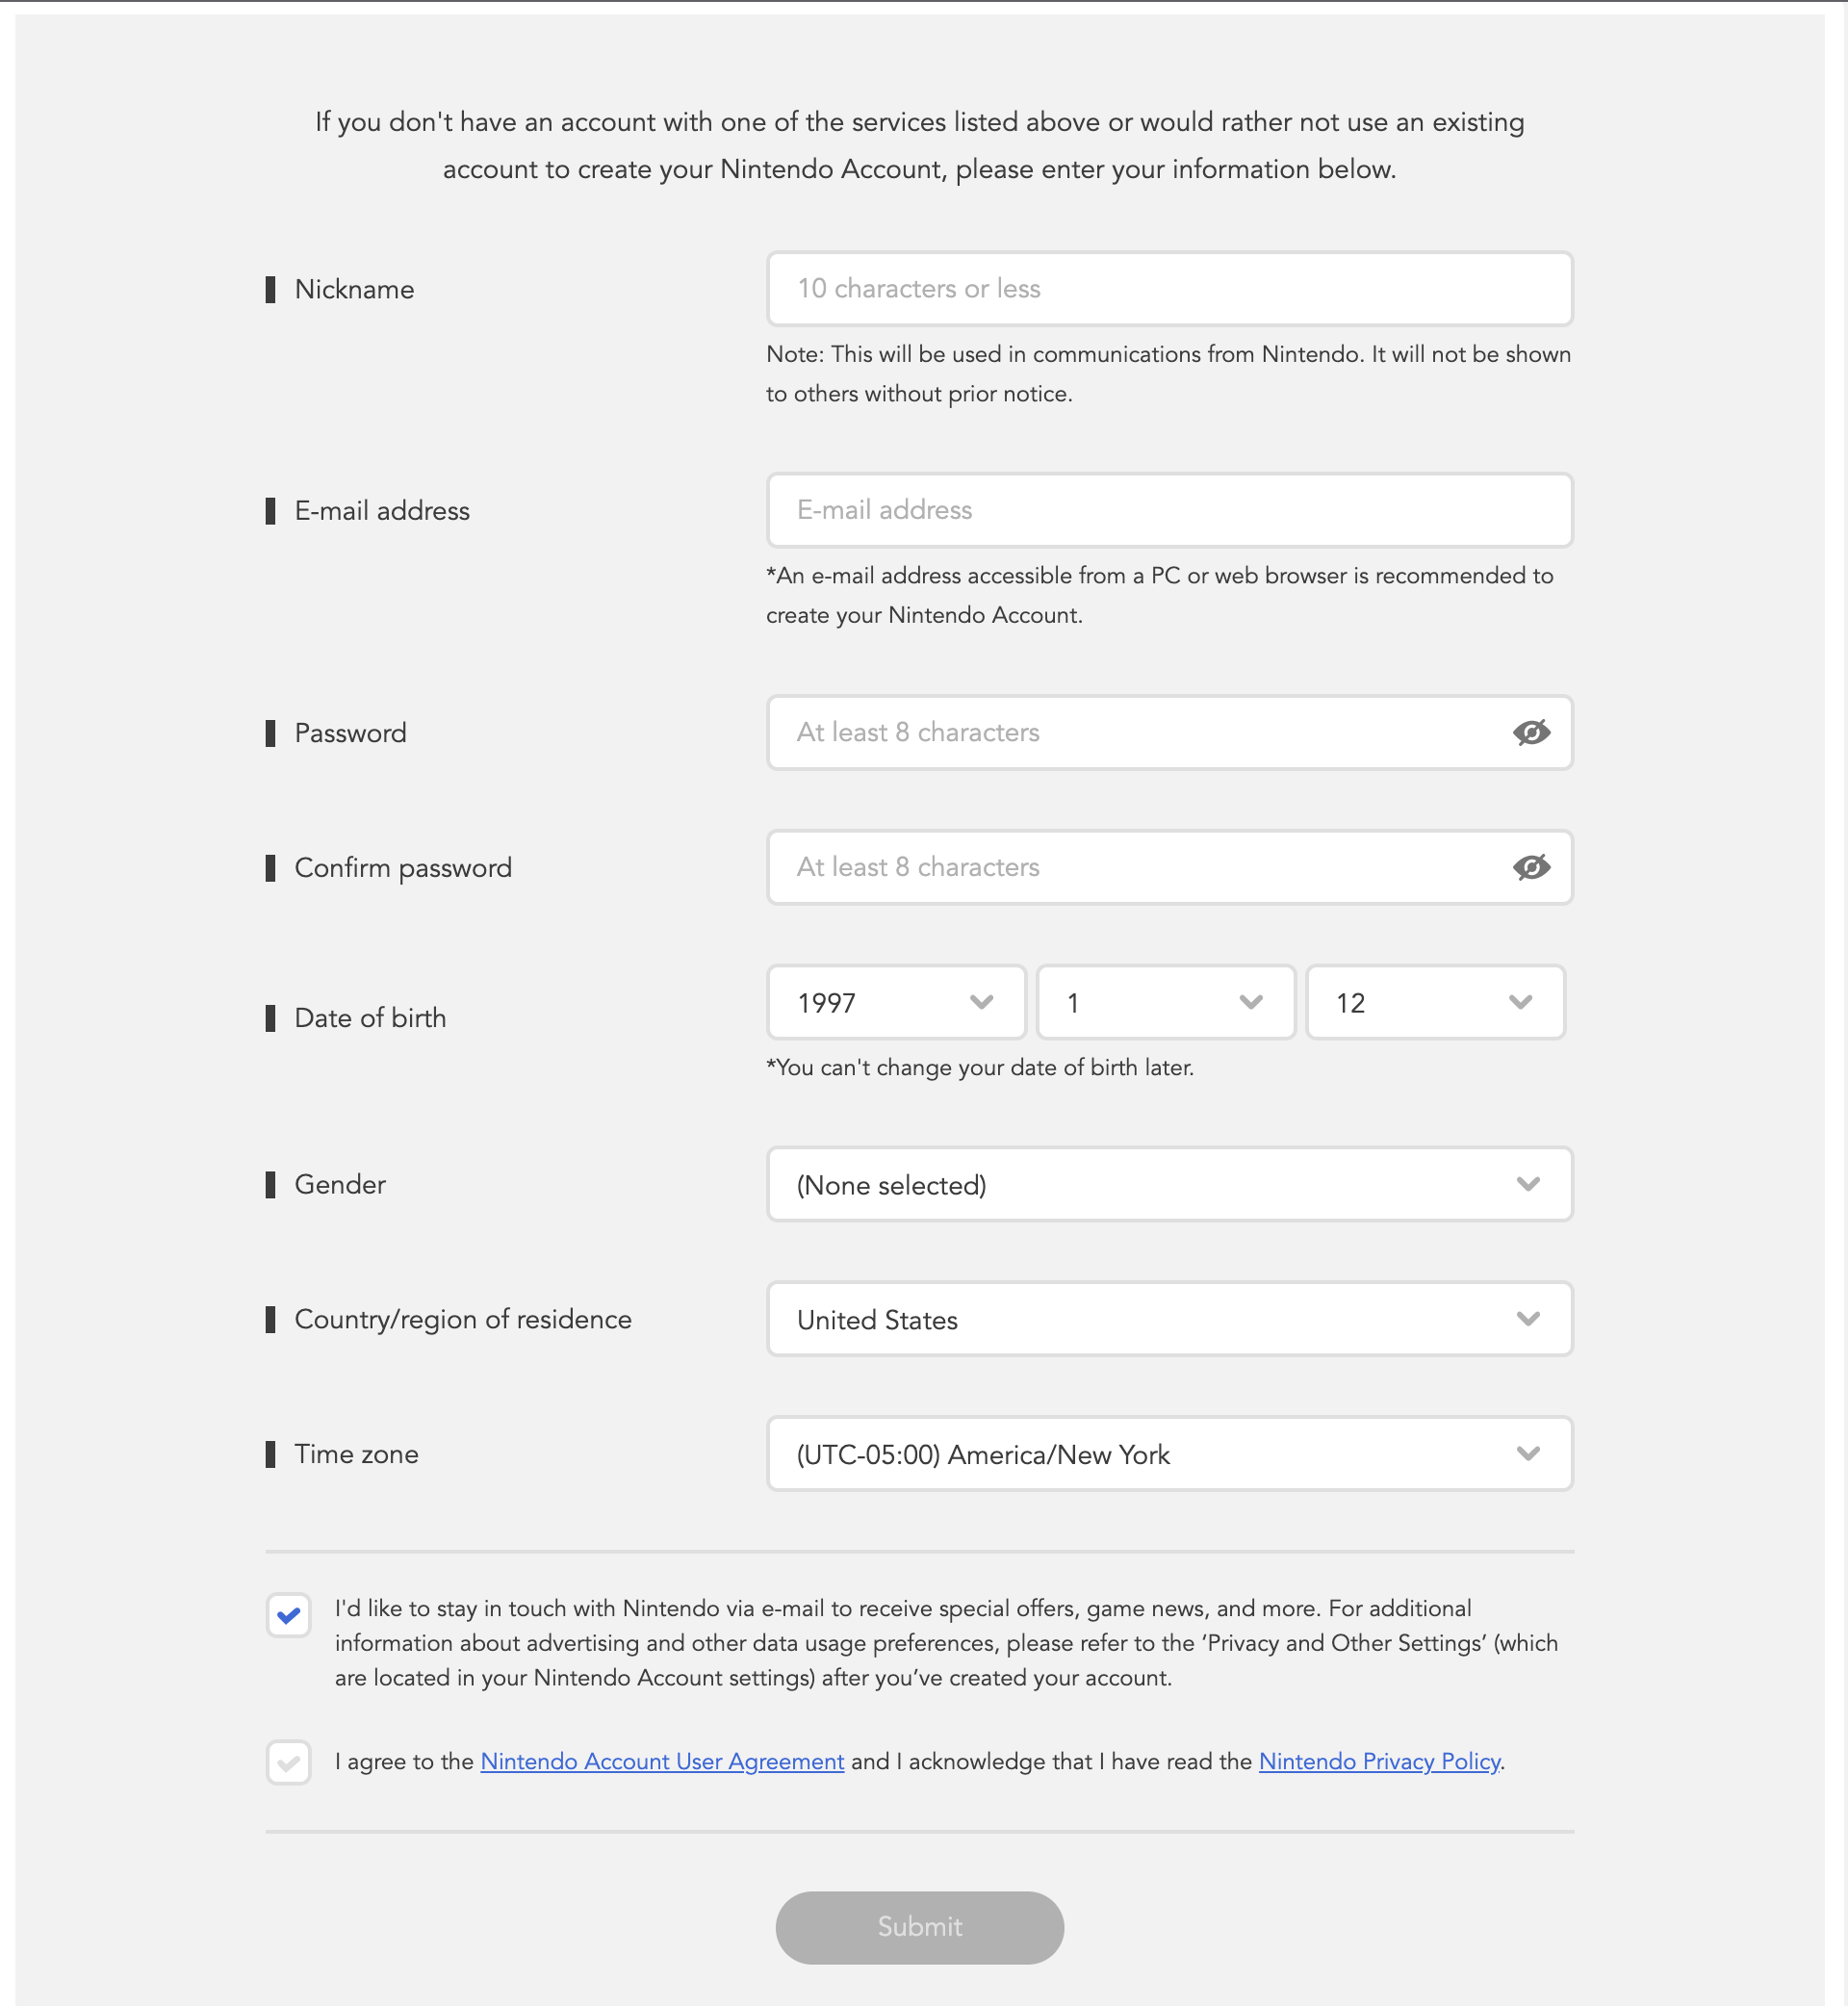 If you don't have an account with one of the services listed above or would rather not use an existing
account to create your Nintendo Account, please enter your information below.
Nickname
10 characters or less
Note: This will be used in communications from Nintendo. It will not be shown
to others without prior notice.
E-mail address
E-mail address
*An e-mail address accessible from a PC or web browser is recommended to
create your Nintendo Account.
Password
At least 8 characters
Confirm password
At least 8 characters
Date of birth
1997 1 12
*You can't change your date of birth later.
Gender
(None selected)
Country/region of residence
United States
Time zone
(UTC-05:00) America/New York
I'd like to stay in touch with Nintendo via e-mail to receive special offers, game news, and more. For additional
information about advertising and other data usage preferences, please refer to the ‘Privacy and Other Settings’ (which
are located in your Nintendo Account settings) after you’ve created your account.
I agree to the Nintendo Account User Agreement and I acknowledge that I have read the Nintendo Privacy Policy.
Submit